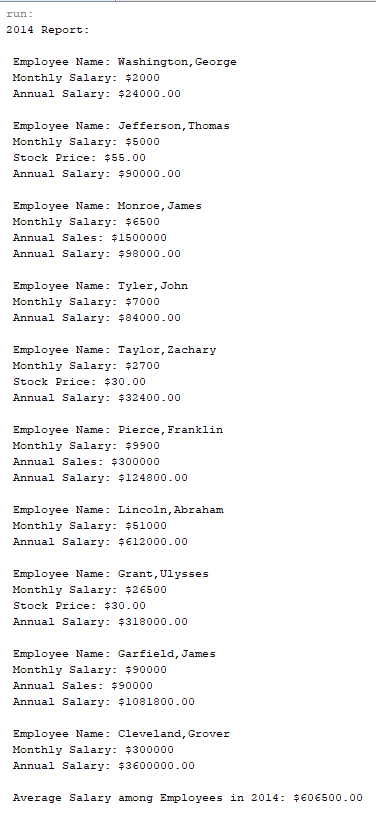 run:
2014 Report:
Employee Name: Washington,George
Monthly Salary: $2000
Annual Salary: $24000.00
Employee Name: Jefferson,Thomas
Monthly Salary: $5000
Stock Price: $55.00
Annual Salary: $90000.00
Employee Name: Monroe,James
Monthly Salary: $6500
Annual Sales: $1500000
Annual Salary: $98000.00
Employee Name: Tyler,John
Monthly Salary: $7000
Annual Salary: $84000.00
Employee Name: Taylor,Zachary
Monthly Salary: $2700
Stock Price: $30.00
Annual Salary: $32400.00
Employee Name: Pierce,Franklin
Monthly Salary: $9900
Annual Sales: $300000
Annual Salary: $124800.00
Employee Name: Lincoln,Abraham
Monthly Salary: $51000
Annual Salary: $612000.00
Employee Name: Grant,Ulysses
Monthly Salary: $26500
Stock Price: $30.00
Annual Salary: $318000.00
Employee Name: Garfield,James
Monthly Salary: $90000
Annual Sales: $90000
Annual Salary: $1081800.00
Employee Name: Cleveland,Grover
Monthly Salary: $300000
Annual Salary: $3600000.00
Average Salary among Employees in 2014: $606500.00